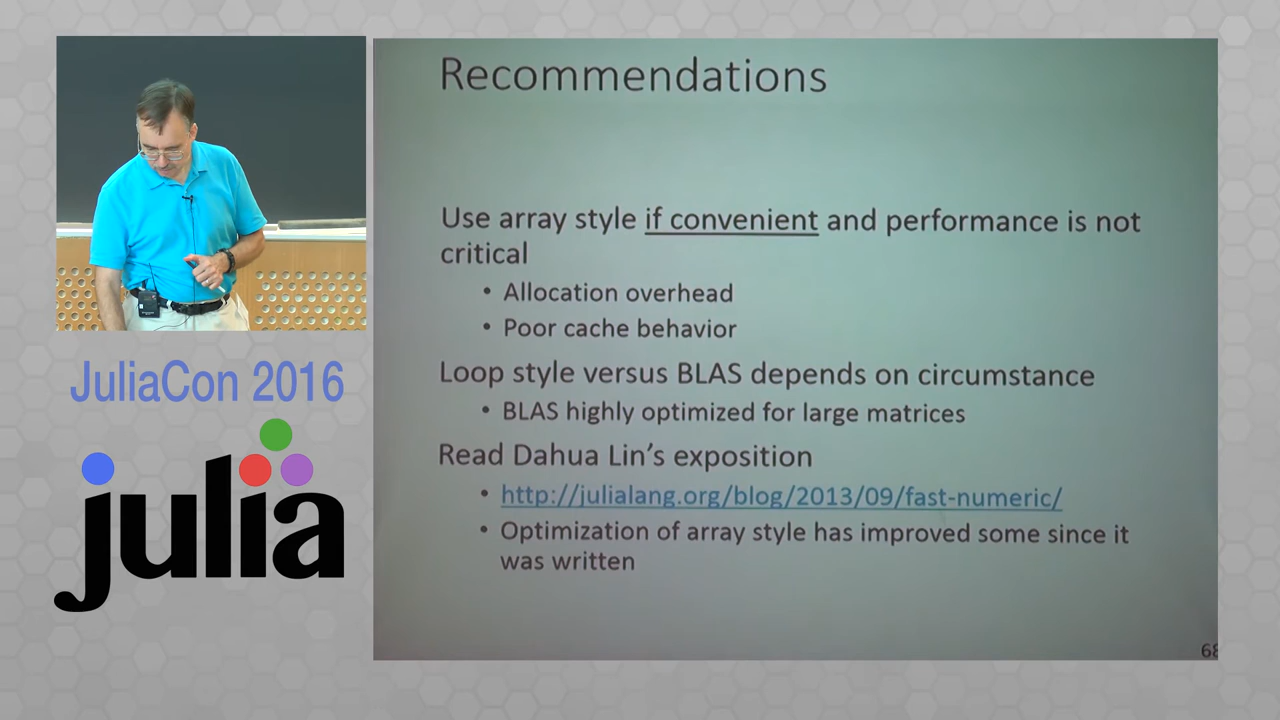 Recommendations
Use array style if convenient and performance is not
critical
• Allocation overhead
• Poor cache behavior
Loop style versus BLAS depends on circumstance
• BLAS highly optimized for large matrices
Read Dahua Lin's exposition
• http://julialang.org/blog/2013/09/fast-numeric/
• Optimization of array style has improved some since it
was written
68
JuliaCon 2016
julia